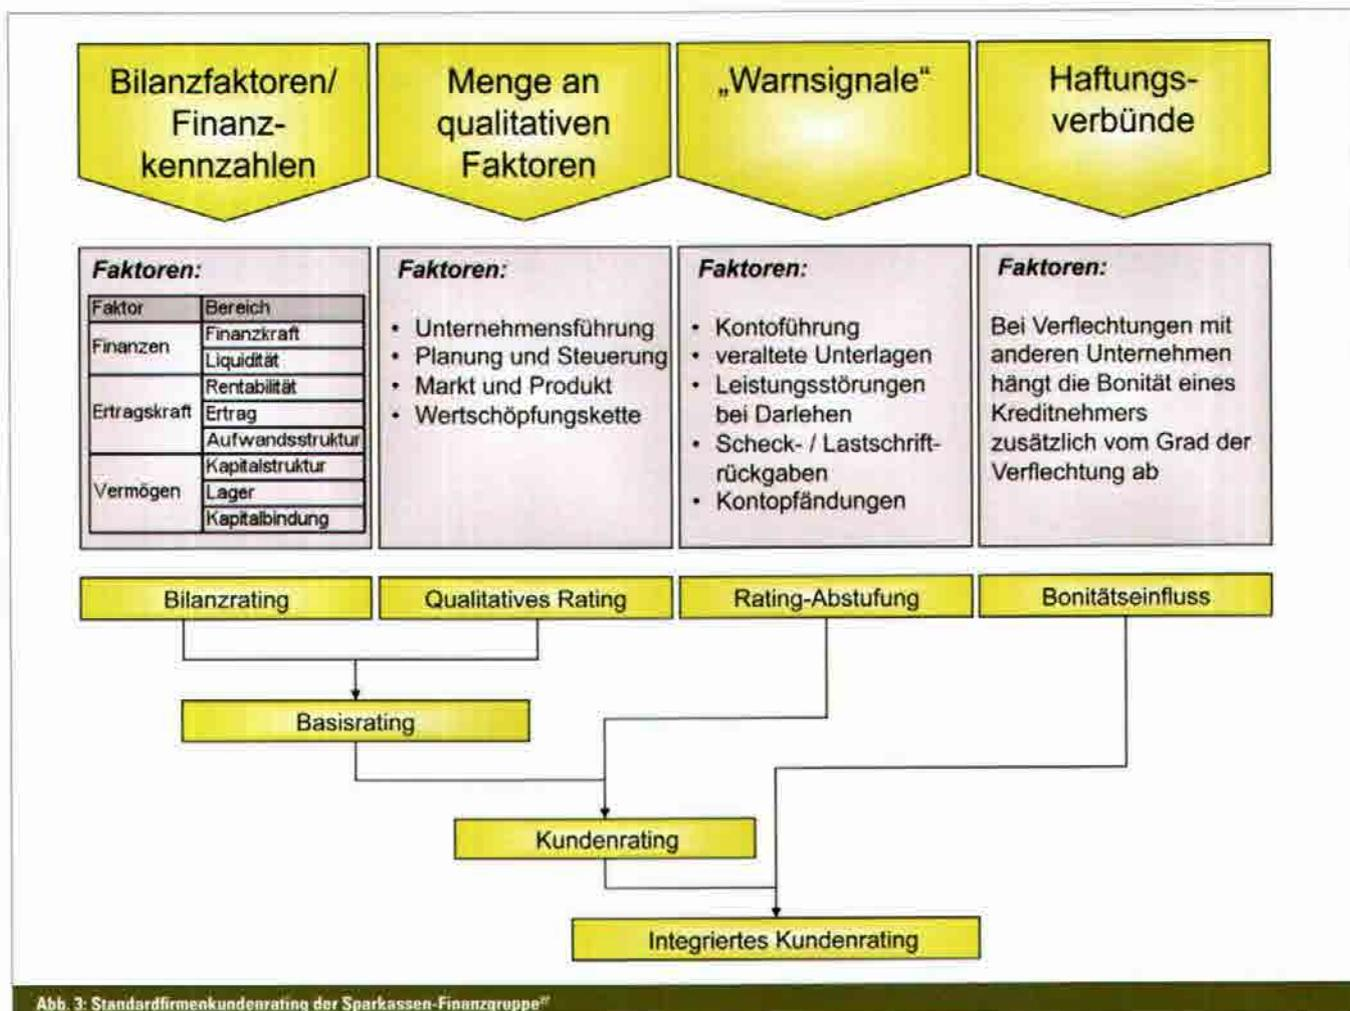 Bilanzfaktoren/
Finanz-
kennzahlen
Menge an
qualitativen
Faktoren
„Warnsignale“
Haftungs-
verbünde
Faktoren:
Faktor Bereich
Finanzen Finanzkraft
Liquidität
Ertragskraft Rentabilität
Ertrag
Aufwandsstruktur
Vermögen Kapitalstruktur
Lager
Kapitalbindung
Faktoren:
• Unternehmensführung
• Planung und Steuerung
• Markt und Produkt
• Wertschöpfungskette
Faktoren:
• Kontoführung
• veraltete Unterlagen
• Leistungsstörungen
bei Darlehen
• Scheck- / Lastschrift-
rückgaben
• Kontopfändungen
Faktoren:
Bei Verflechtungen mit
anderen Unternehmen
hängt die Bonität eines
Kreditnehmers
zusätzlich vom Grad der
Verflechtung ab
Bilanzrating
Qualitatives Rating
Rating-Abstufung
Bonitätseinfluss
Basisrating
Kundenrating
Integriertes Kundenrating
Abb. 3: Standardfirmenkundenrating der Sparkassen-Finanzgruppe